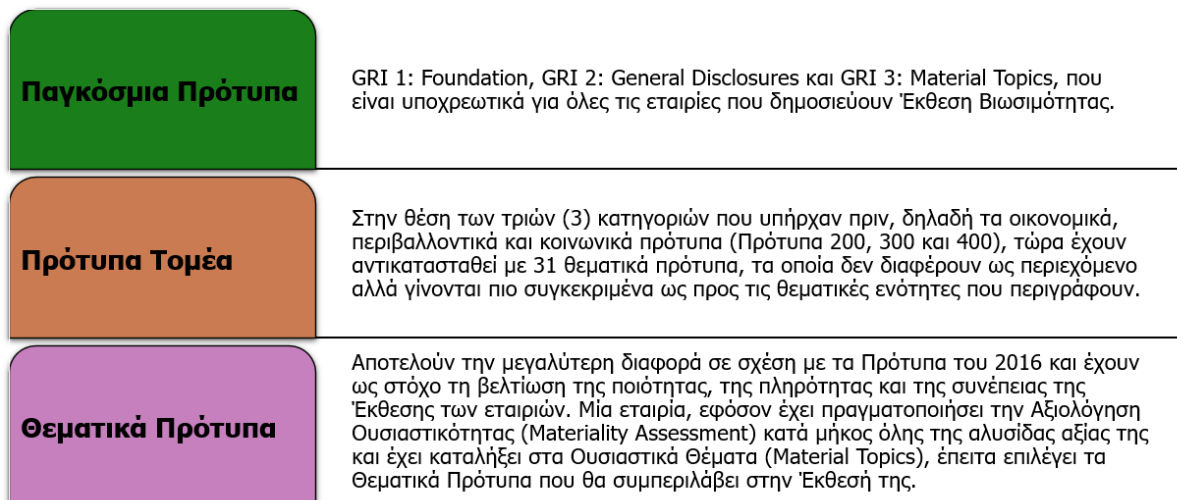 Παγκόσμια Πρότυπα
GRI 1: Foundation, GRI 2: General Disclosures και GRI 3: Material Topics, που
είναι υποχρεωτικά για όλες τις εταιρίες που δημοσιεύουν Έκθεση Βιωσιμότητας.
Πρότυπα Τομέα
Στην θέση των τριών (3) κατηγοριών που υπήρχαν πριν, δηλαδή τα οικονομικά,
περιβαλλοντικά και κοινωνικά πρότυπα (Πρότυπα 200, 300 και 400), τώρα έχουν
αντικατασταθεί με 31 θεματικά πρότυπα, τα οποία δεν διαφέρουν ως περιεχόμενο
αλλά γίνονται πιο συγκεκριμένα ως προς τις θεματικές ενότητες που περιγράφουν.
Θεματικά Πρότυπα
Αποτελούν την μεγαλύτερη διαφορά σε σχέση με τα Πρότυπα του 2016 και έχουν
ως στόχο τη βελτίωση της ποιότητας, της πληρότητας και της συνέπειας της
Έκθεσης των εταιριών. Μία εταιρία, εφόσον έχει πραγματοποιήσει την Αξιολόγηση
Ουσιαστικότητας (Materiality Assessment) κατά μήκος όλης της αλυσίδας αξίας της
και έχει καταλήξει στα Ουσιαστικά Θέματα (Material Topics), έπειτα επιλέγει τα
Θεματικά Πρότυπα που θα συμπεριλάβει στην Έκθεσή της.